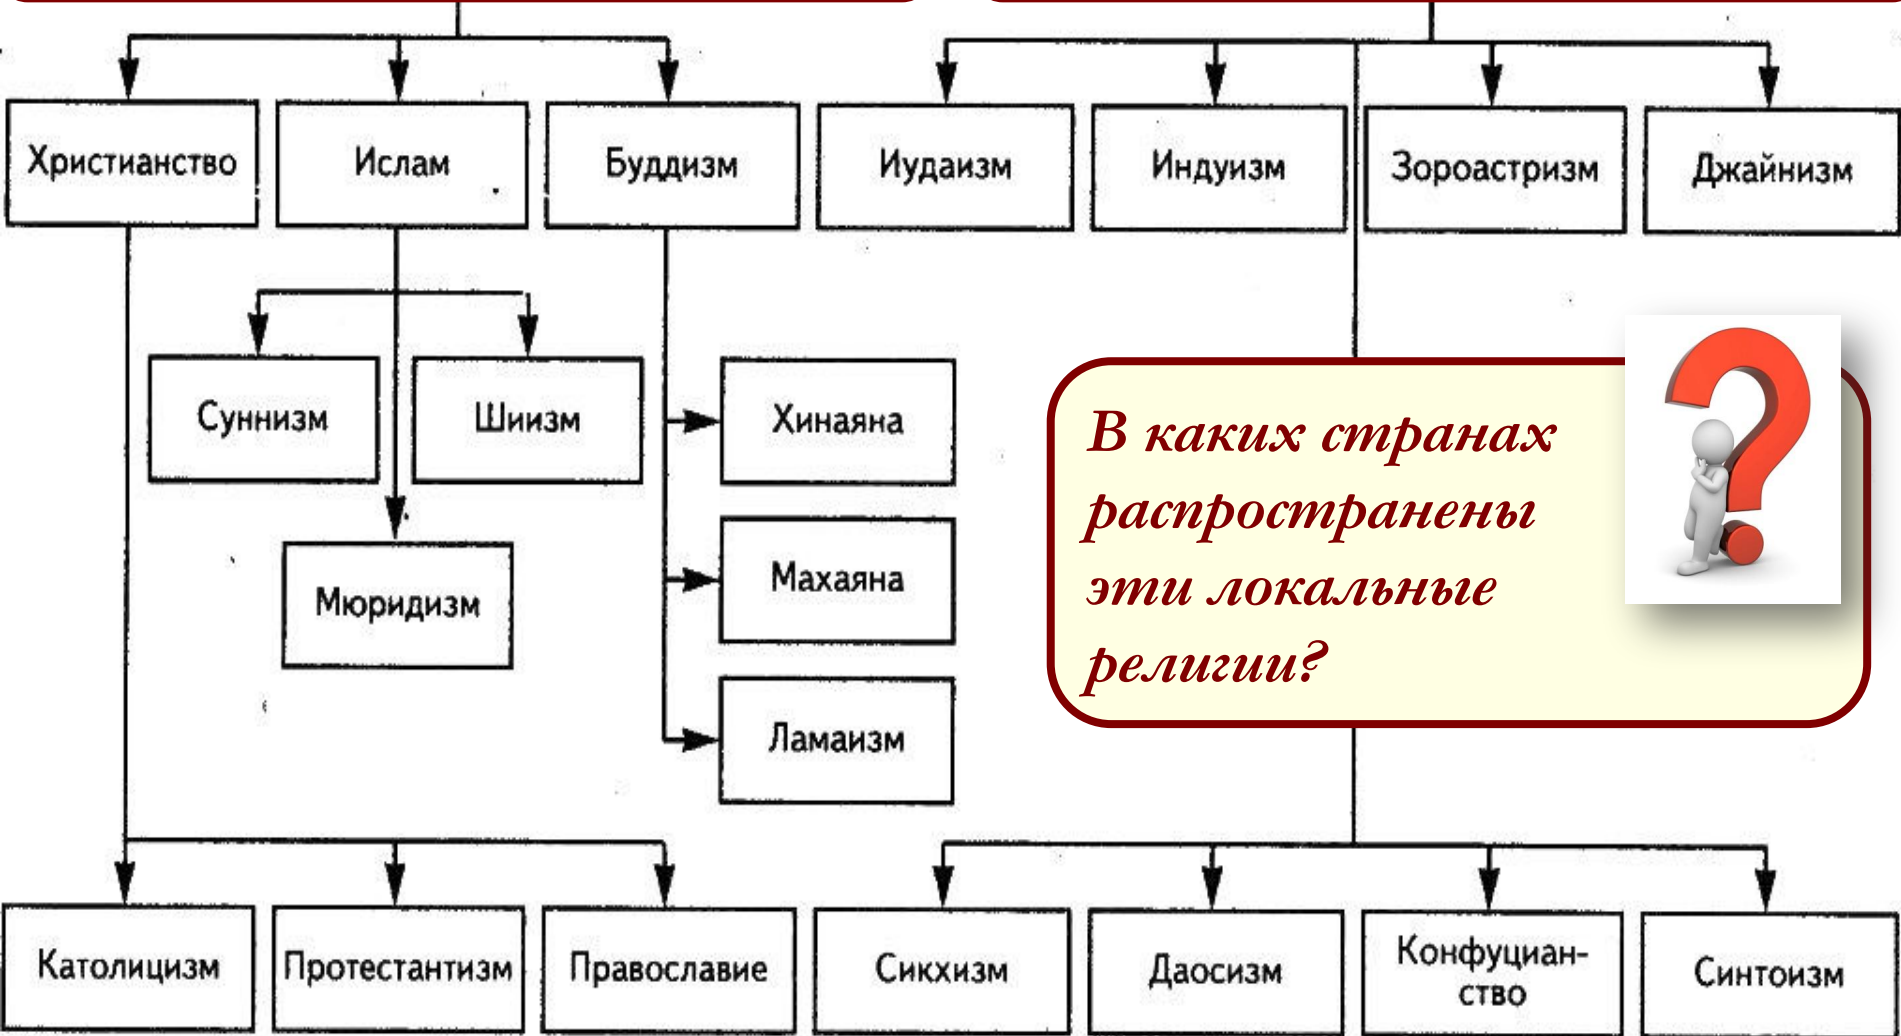 Христианство
Ислам
Буддизм
Иудаизм
Индуизм
Зороастризм
Джайнизм
Суннизм
Шиизм
Мюридизм
Хинаяна
Махаяна
Ламаизм
В каких странах
распространены
эти локальные
религии?
Католицизм
Протестантизм
Православие
Сикхизм
Даосизм
Конфуциан-
ство
Синтоизм